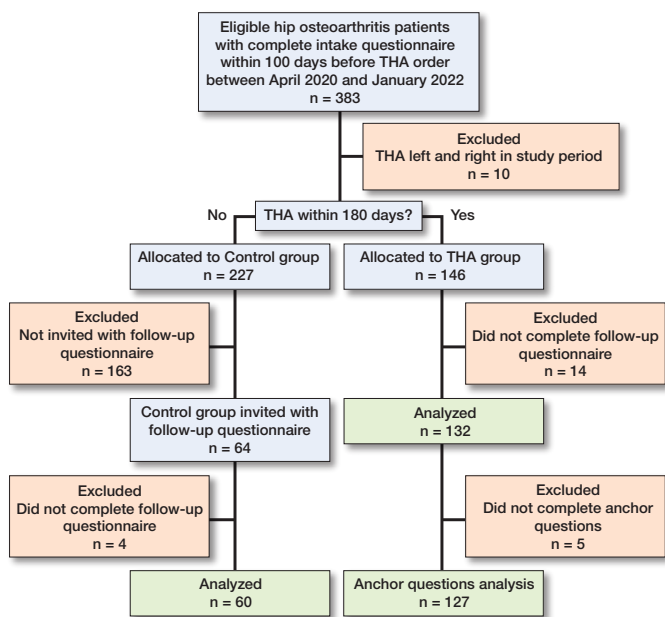 Eligible hip osteoarthritis patients
with complete intake questionnaire
within 100 days before THA order
between April 2020 and January 2022
n = 383
Excluded
THA left and right in study period
n = 10
No
THA within 180 days?
Yes
Allocated to Control group
n = 227
Allocated to THA group
n = 146
Excluded
Not invited with follow-up
questionnaire
n = 163
Excluded
Did not complete follow-up
questionnaire
n = 14
Control group invited with
follow-up questionnaire
n = 64
Analyzed
n = 132
Excluded
Did not complete follow-up
questionnaire
n = 4
Excluded
Did not complete anchor
questions
n = 5
Analyzed
n = 60
Anchor questions analysis
n = 127